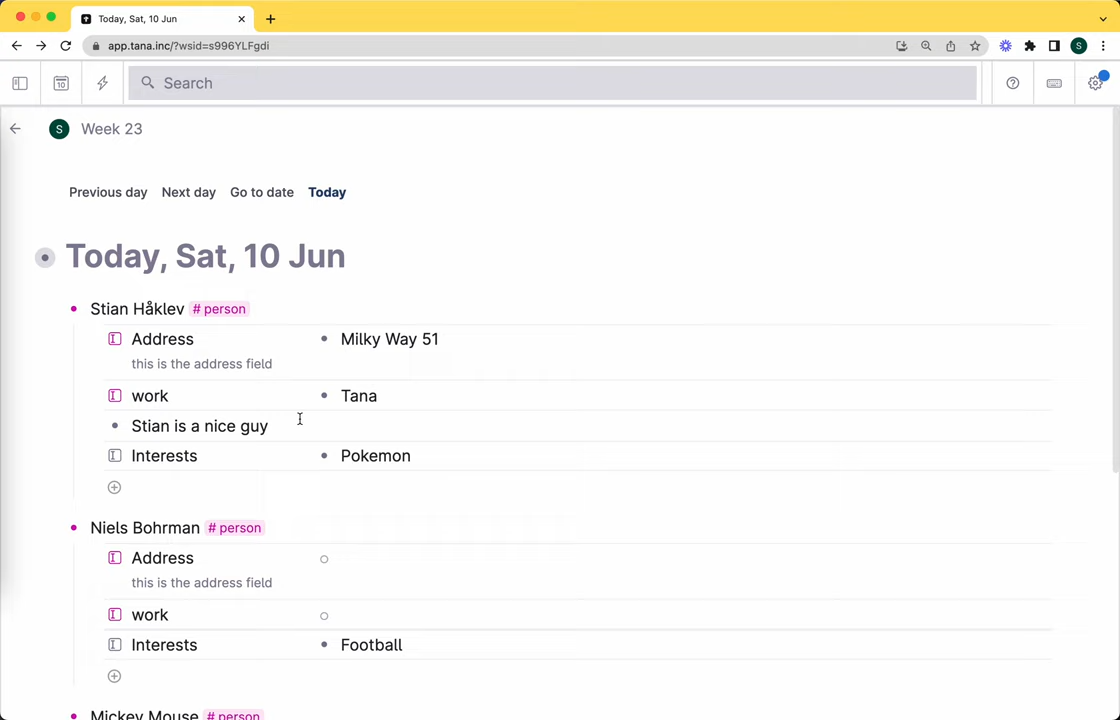 Today, Sat, 10 Jun
app.tana.inc/?wsid=s996YLFgdi
S
10
Search
S
Week 23
Previous day Next day Go to date Today
Today, Sat, 10 Jun
Stian Håklev # person
Address Milky Way 51
this is the address field
work Tana
Stian is a nice guy
Interests Pokemon
Niels Bohrman # person
Address
this is the address field
work
Interests Football
Mickey Mouse # person